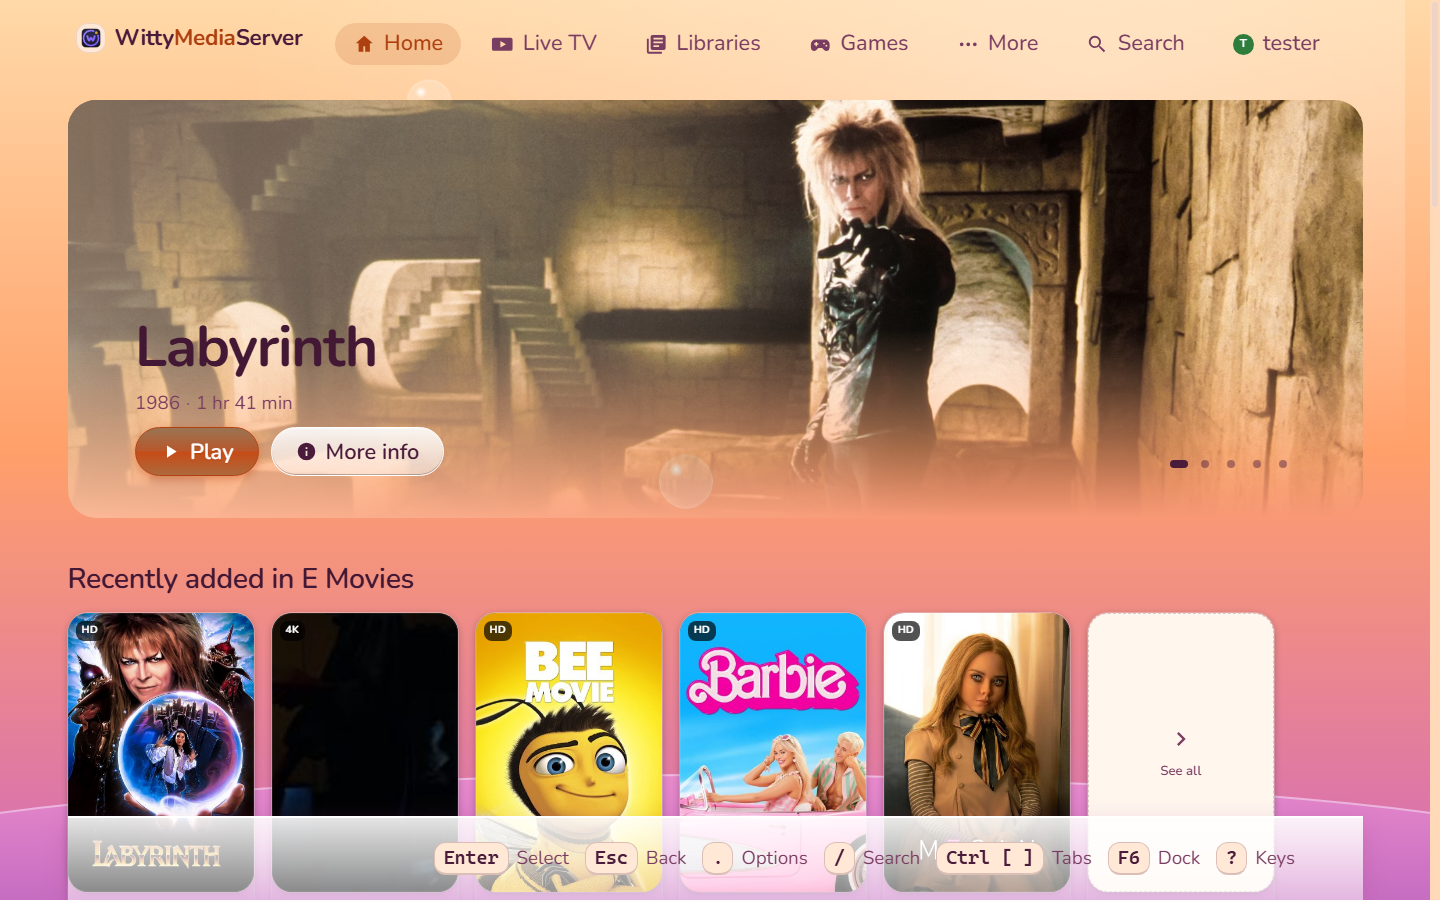 WittyMediaServer
Home
Live TV
Libraries
Games
More
Search
T tester
Labyrinth
1986 · 1 hr 41 min
Play
More info
Recently added in E Movies
HD
4K
HD
HD
HD
BEE
MOVIE
Barbie
See all
LABYRINTH
Enter Select Esc Back . Options / Search Ctrl [ ] Tabs F6 Dock ? Keys